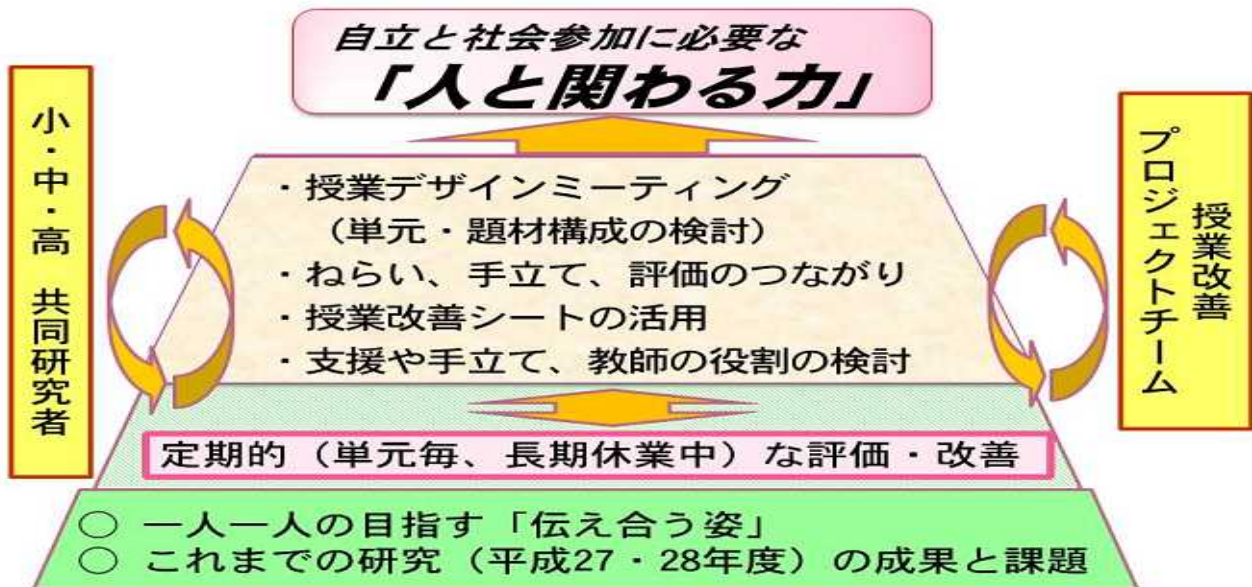 自立と社会参加に必要な
「人と関わる力」
小・中・高 共同研究者
・授業デザインミーティング
(単元・題材構成の検討)
・ねらい、手立て、評価のつながり
・授業改善シートの活用
・支援や手立て、教師の役割の検討
授業改善
プロジェクトチーム
定期的(単元毎、長期休業中)な評価・改善
○ 一人一人の目指す「伝え合う姿」
○ これまでの研究(平成27・28年度)の成果と課題